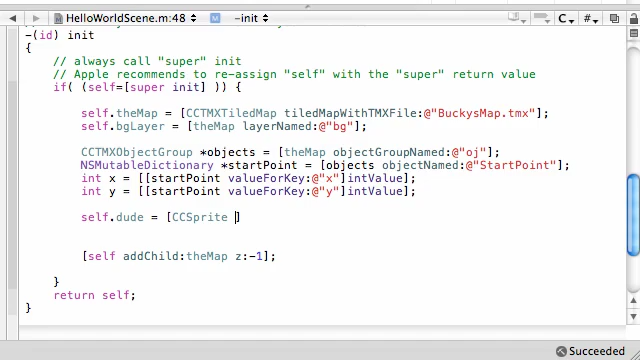 HelloWorldScene.m:48
M -init
C
#
-(id) init
{
// always call "super" init
// Apple recommends to re-assign "self" with the "super" return value
if( (self=[super init] )) {
self.theMap = [CCTMXTiledMap tiledMapWithTMXFile:@"BuckysMap.tmx"];
self.bgLayer = [theMap layerNamed:@"bg"];
CCTMXObjectGroup *objects = [theMap objectGroupNamed:@"oj"];
NSMutableDictionary *startPoint = [objects objectNamed:@"StartPoint"];
int x = [[startPoint valueForKey:@"x"]intValue];
int y = [[startPoint valueForKey:@"y"]intValue];
self.dude = [CCSprite ]
[self addChild:theMap z:-1];
}
return self;
}
Succeeded